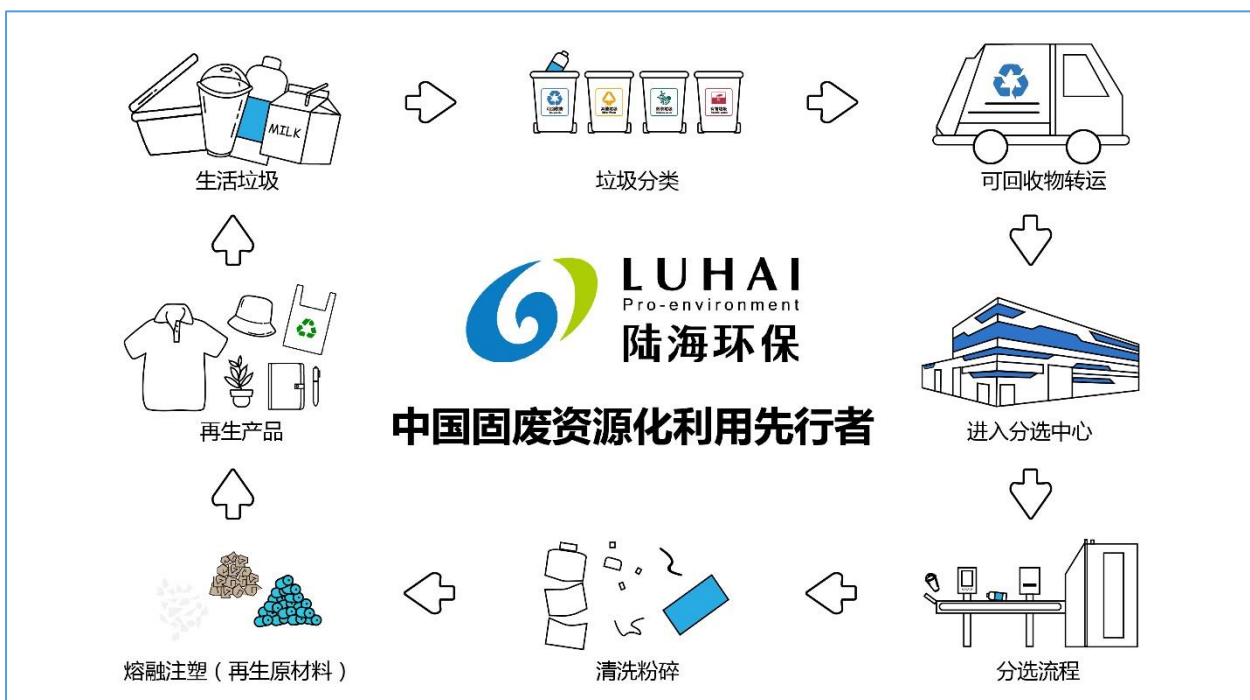 MILK
生活垃圾
垃圾分类
可回收物转运
LUHAI
Pro-environment
陆海环保
中国固废资源化利用先行者
再生产品
进入分选中心
熔融注塑（再生原材料）
清洗粉碎
分选流程